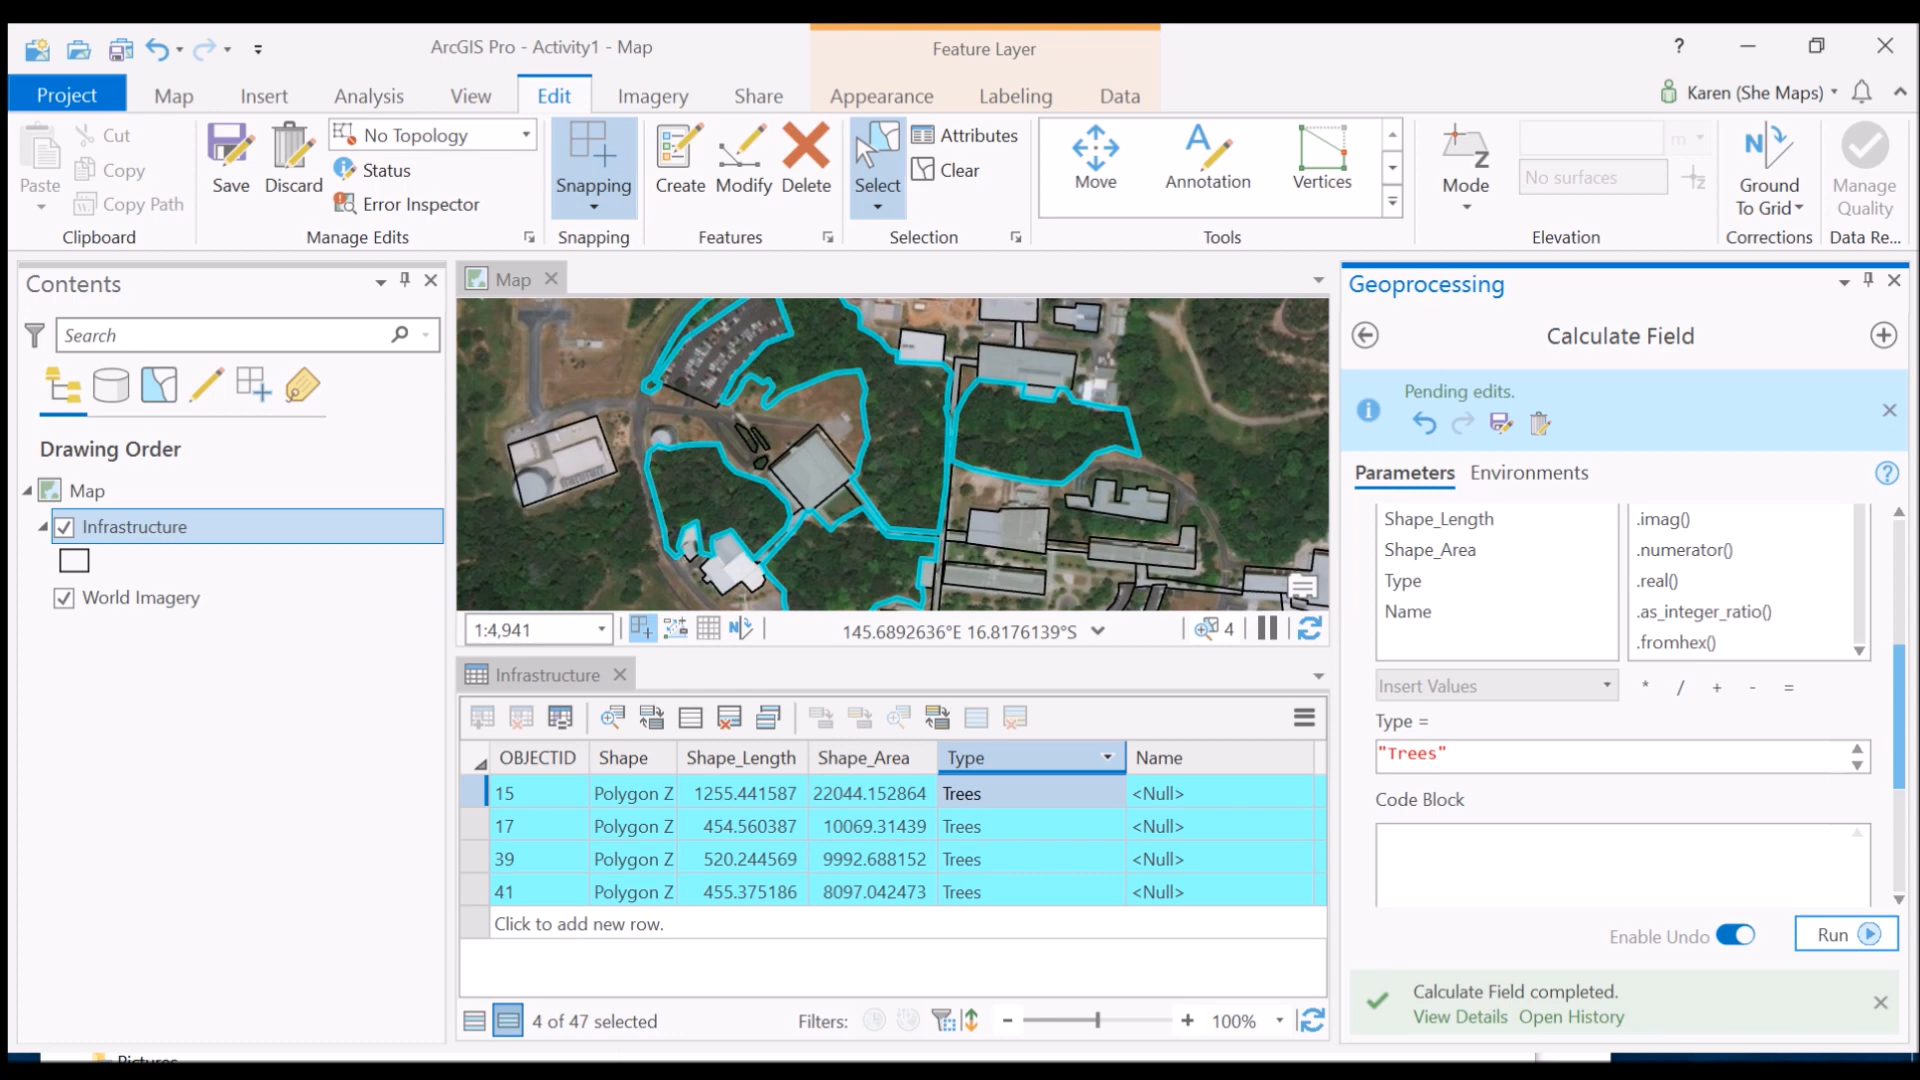 ArcGIS Pro - Activity1 - Map
Feature Layer
?
Project
Map
Insert
Analysis
View
Edit
Imagery
Share
Appearance
Labeling
Data
Karen (She Maps)
Paste
Cut
Copy
Copy Path
Clipboard
Save
Discard
No Topology
Status
Error Inspector
Manage Edits
Snapping
Snapping
Create
Modify
Delete
Features
Select
Attributes
Clear
Selection
Move
Annotation
Vertices
Tools
Mode
m
No surfaces
Elevation
Ground
To Grid
Corrections
Manage
Quality
Data Re...
Contents
Search
Drawing Order
Map
Infrastructure
World Imagery
Map
1:4,941
145.6892636°E 16.8176139°S
4
Infrastructure
OBJECTID Shape Shape_Length Shape_Area Type Name
15 Polygon Z 1255.441587 22044.152864 Trees <Null>
17 Polygon Z 454.560387 10069.31439 Trees <Null>
39 Polygon Z 520.244569 9992.688152 Trees <Null>
41 Polygon Z 455.375186 8097.042473 Trees <Null>
Click to add new row.
4 of 47 selected
Filters:
100%
Geoprocessing
Calculate Field
Pending edits.
Parameters Environments
Shape_Length
Shape_Area
Type
Name
.imag()
.numerator()
.real()
.as_integer_ratio()
.fromhex()
Insert Values
* / + - =
Type =
"Trees"
Code Block
Enable Undo
Run
Calculate Field completed.
View Details Open History
Pictures